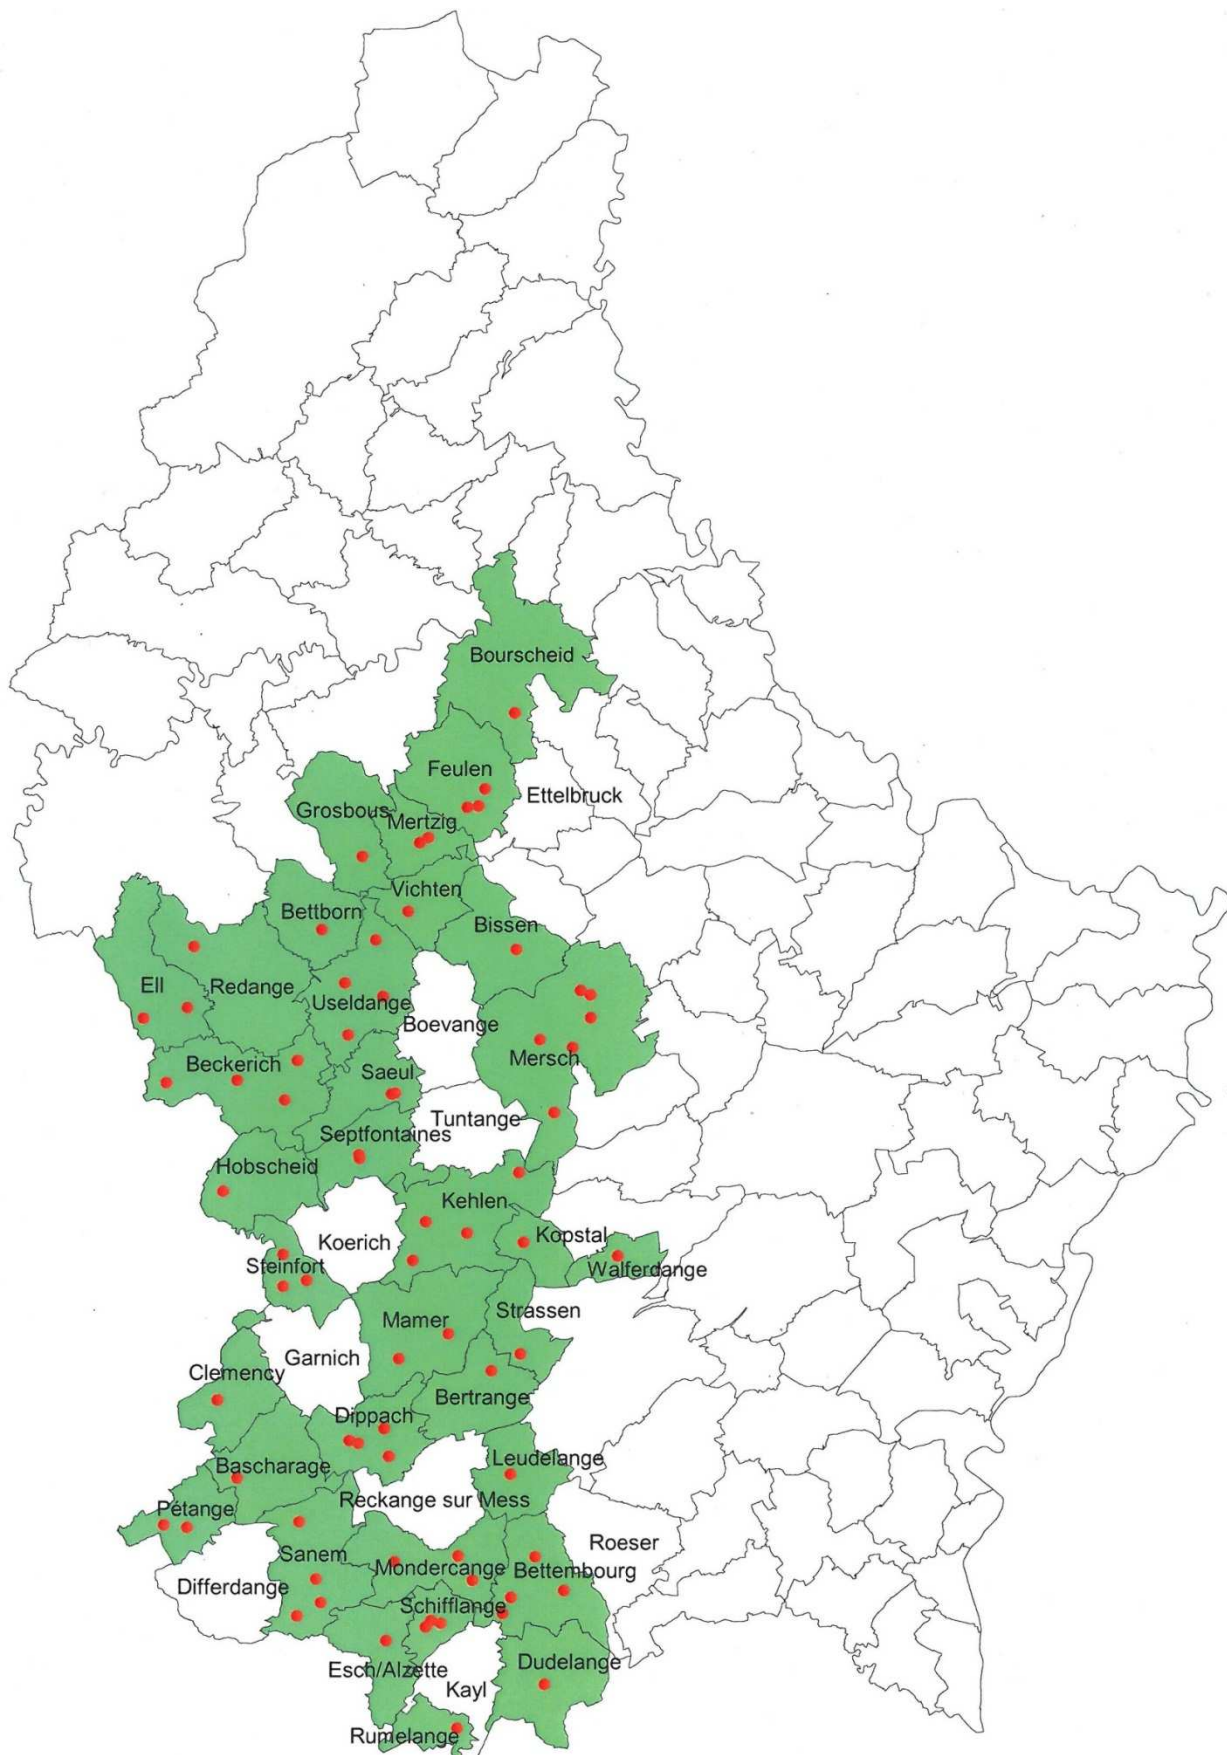 Bourscheid
Feulen
Ettelbruck
Grosbous
Mertzig
Vichten
Bettborn
Bissen
Ell
Redange
Useldange
Boevange
Mersch
Beckerich
Saeul
Tuntange
Septfontaines
Hobscheid
Kehlen
Kopstal
Koerich
Steinfort
Walferdange
Strassen
Mamer
Garnich
Clemency
Bertrange
Dippach
Leudelange
Bascharage
Reckange sur Mess
Pétange
Roeser
Sanem
Mondercange
Bettembourg
Differdange
Schifflange
Dudelange
Esch/Alzette
Kayl
Rumelange